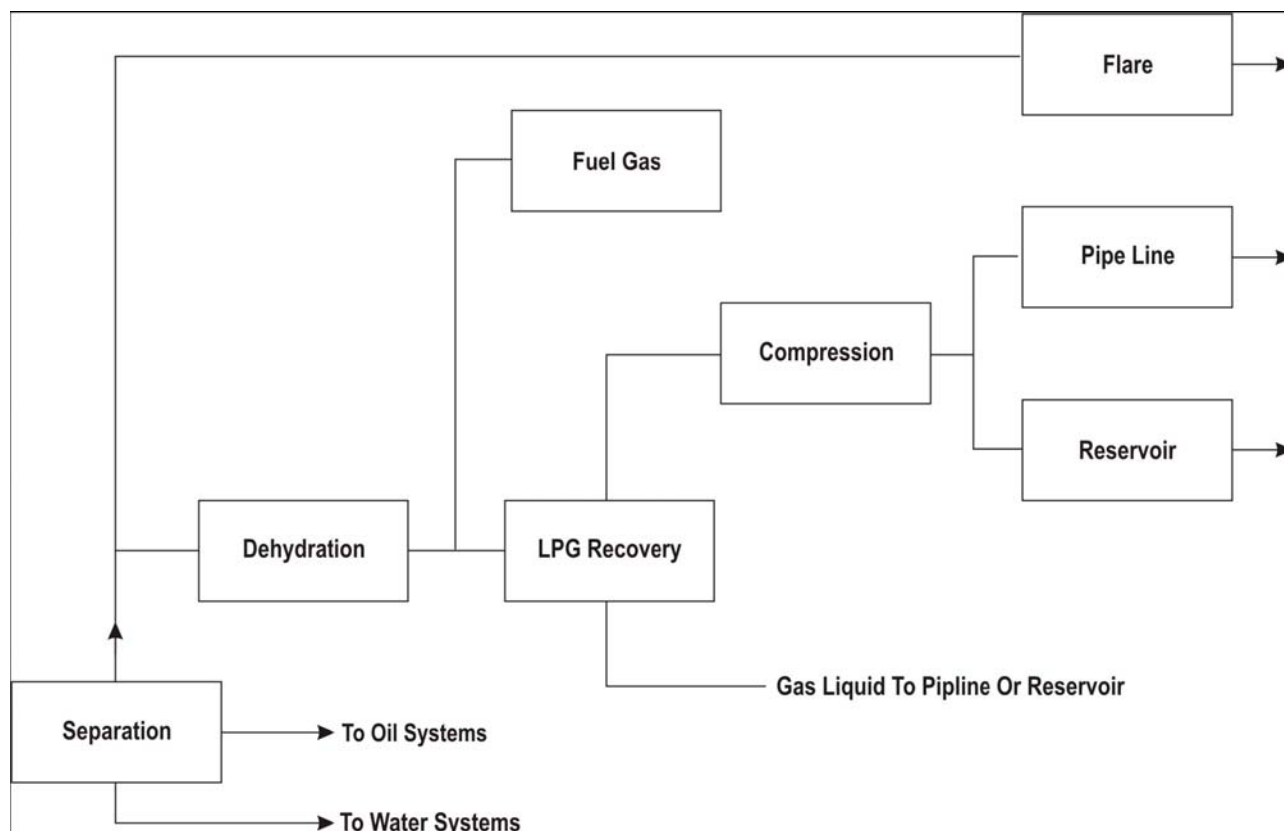 Flare
Fuel Gas
Pipe Line
Compression
Reservoir
Dehydration
LPG Recovery
Gas Liquid To Pipline Or Reservoir
Separation
To Oil Systems
To Water Systems